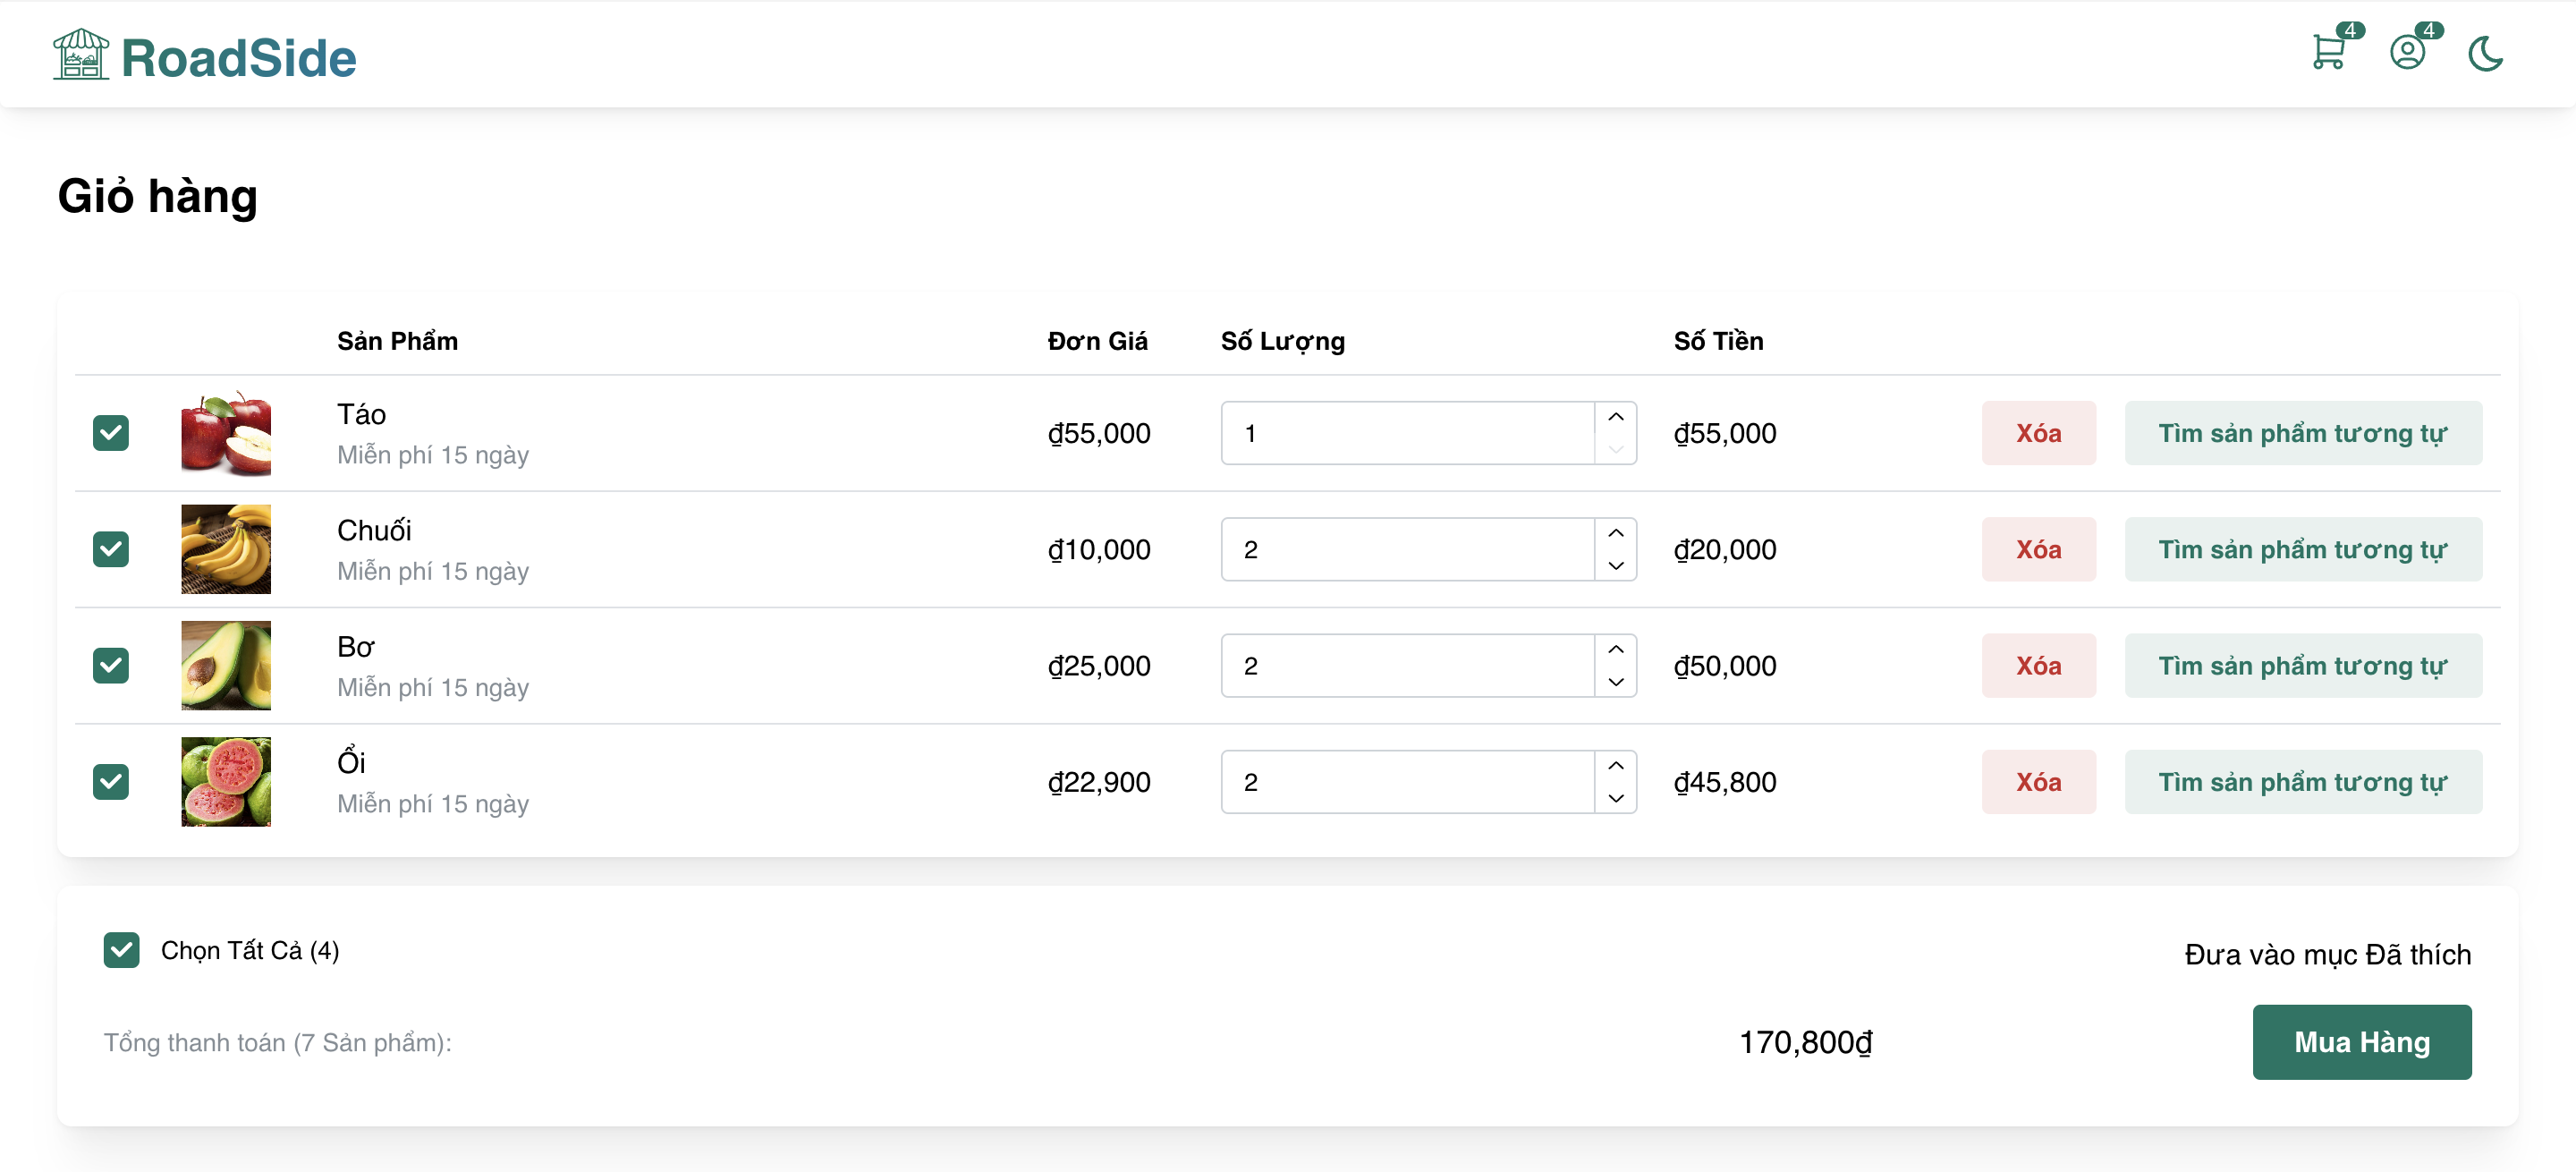 RoadSide
4
4
Giỏ hàng
Sản Phẩm Đơn Giá Số Lượng Số Tiền
Táo
Miễn phí 15 ngày
₫55,000 1 ₫55,000 Xóa Tìm sản phẩm tương tự
Chuối
Miễn phí 15 ngày
₫10,000 2 ₫20,000 Xóa Tìm sản phẩm tương tự
Bơ
Miễn phí 15 ngày
₫25,000 2 ₫50,000 Xóa Tìm sản phẩm tương tự
Ổi
Miễn phí 15 ngày
₫22,900 2 ₫45,800 Xóa Tìm sản phẩm tương tự
Chọn Tất Cả (4) Đưa vào mục Đã thích
Tổng thanh toán (7 Sản phẩm): 170,800₫ Mua Hàng